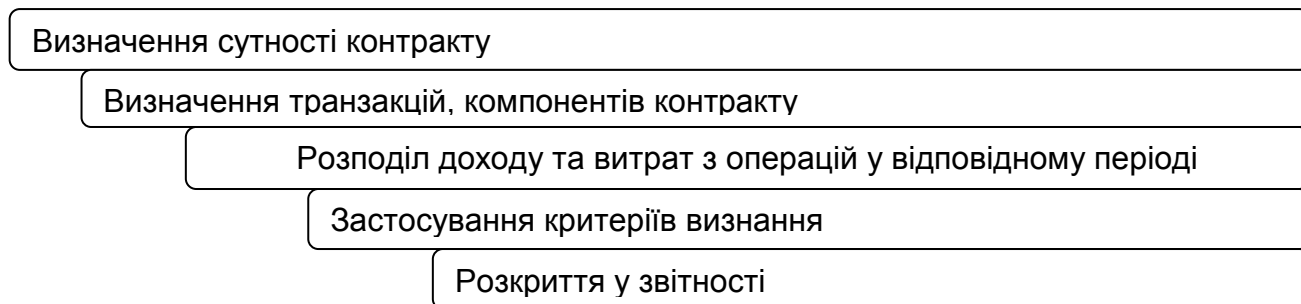 Визначення сутності контракту
Визначення транзакцій, компонентів контракту
Розподіл доходу та витрат з операцій у відповідному періоді
Застосування критеріїв визнання
Розкриття у звітності